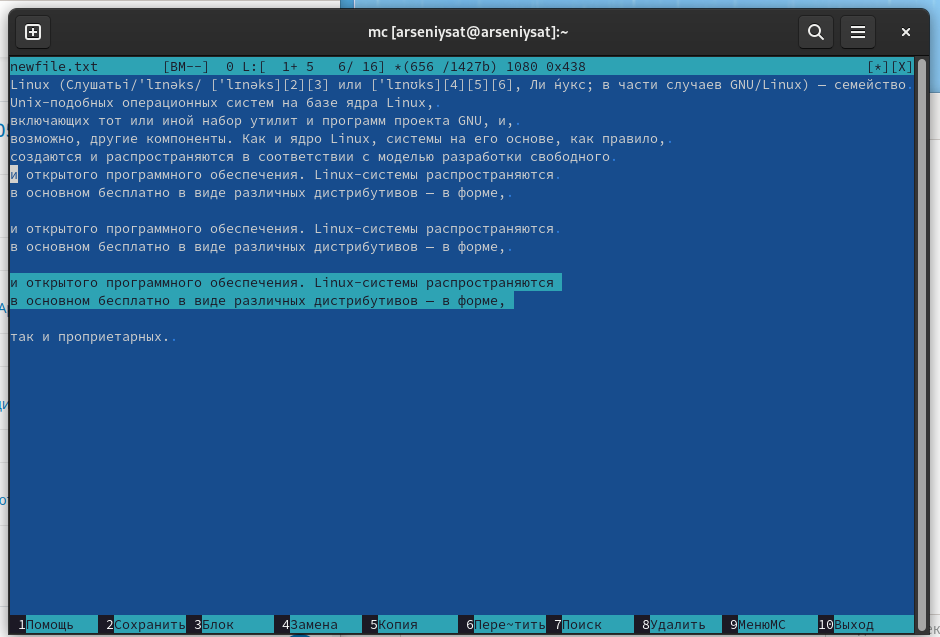 mc [arseniysat@arseniysat]:~
newfile.txt [BM--] 0 L:[ 1+ 5 6/ 16] *(656 /1427b) 1080 0x438 [*][X]
Linux (Слушатьi/ˈlɪnəks/ ['lɪnəks][2][3] или ['lɪnʊks][4][5][6], Ли́нукс; в части случаев GNU/Linux) — семейство.
Unix-подобных операционных систем на базе ядра Linux,.
включающих тот или иной набор утилит и программ проекта GNU, и,.
возможно, другие компоненты. Как и ядро Linux, системы на его основе, как правило,.
создаются и распространяются в соответствии с моделью разработки свободного.
и открытого программного обеспечения. Linux-системы распространяются.
в основном бесплатно в виде различных дистрибутивов — в форме,.
и открытого программного обеспечения. Linux-системы распространяются.
в основном бесплатно в виде различных дистрибутивов — в форме,.
и открытого программного обеспечения. Linux-системы распространяются
в основном бесплатно в виде различных дистрибутивов — в форме,
так и проприетарных..
1Помощь 2Сохранить 3Блок 4Замена 5Копия 6Пере~тить 7Поиск 8Удалить 9МенюМС 10Выход